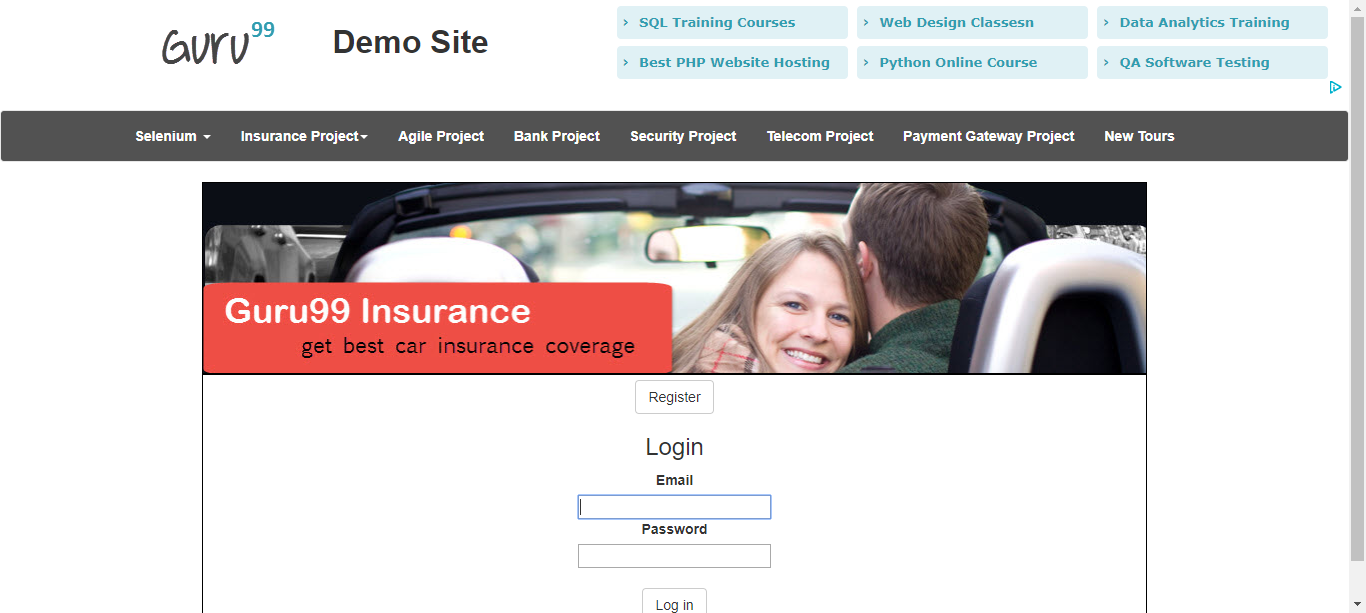 Guru99
Demo Site
SQL Training Courses
Web Design Classesn
Data Analytics Training
Best PHP Website Hosting
Python Online Course
QA Software Testing
Selenium Insurance Project Agile Project Bank Project Security Project Telecom Project Payment Gateway Project New Tours
Guru99 Insurance
get best car insurance coverage
Register
Login
Email
Password
Log in